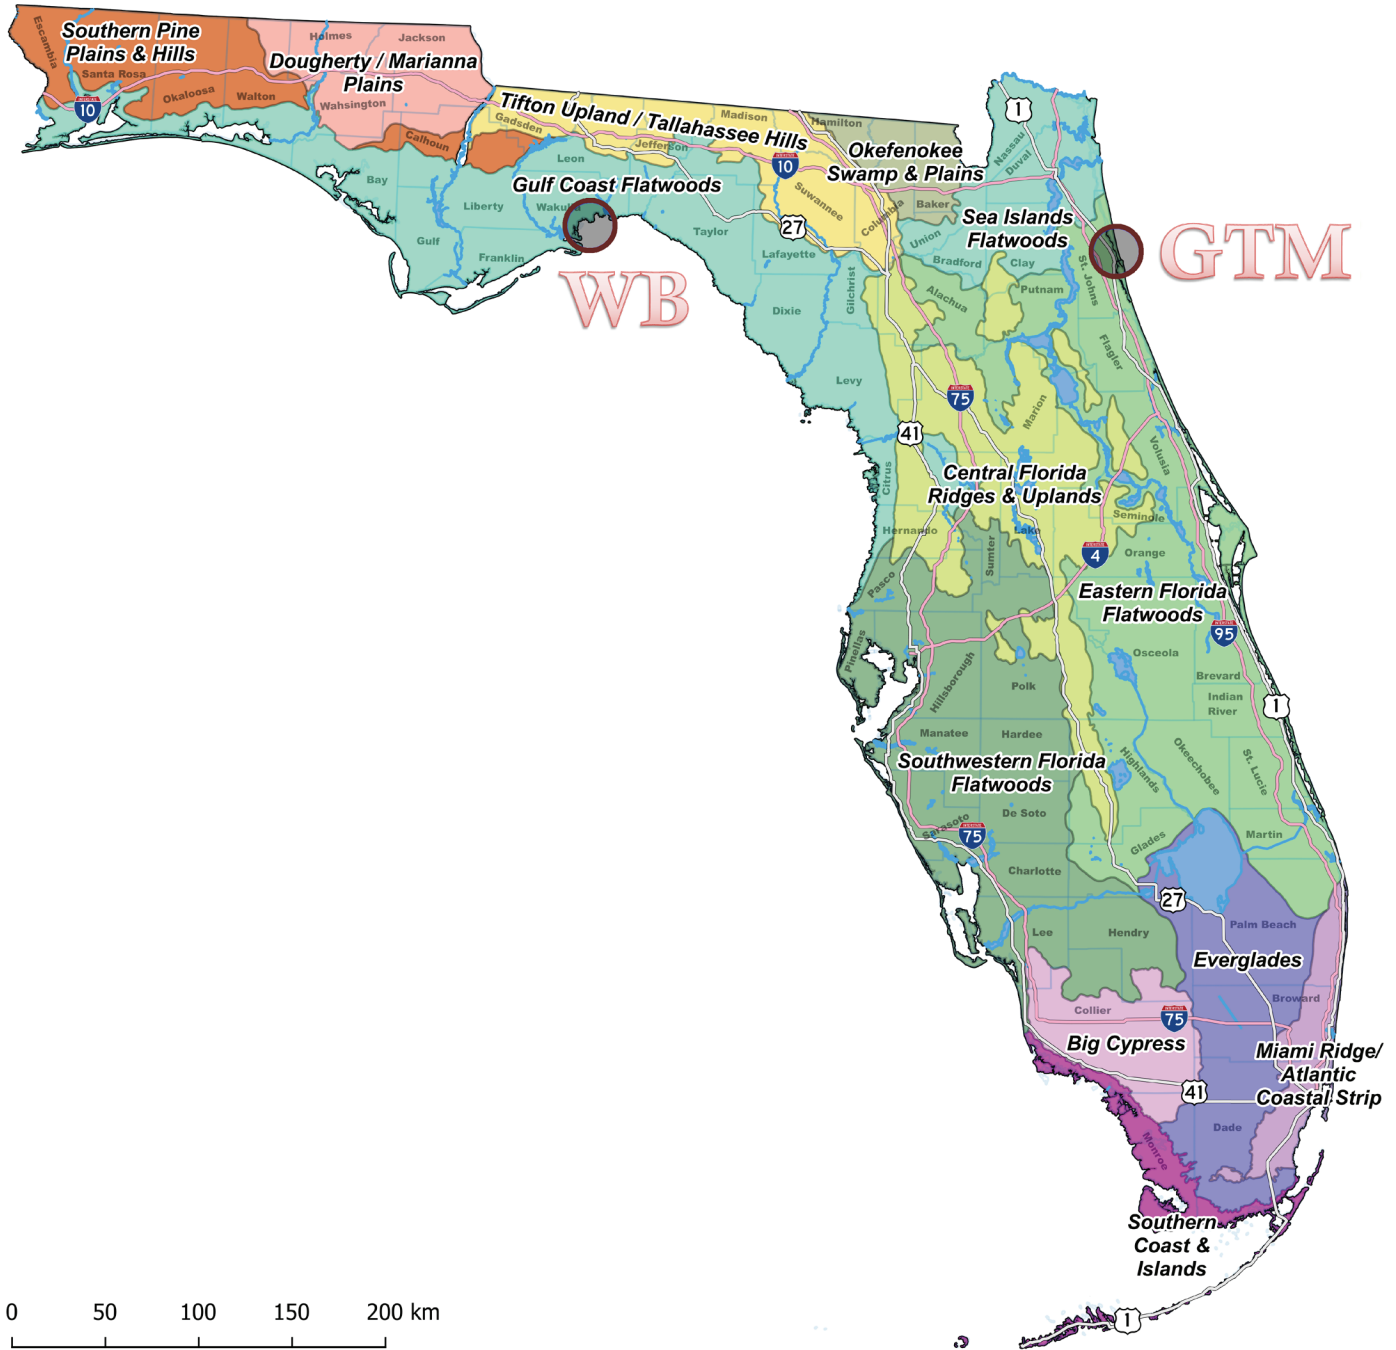 Southern Pine
Plains & Hills
Escambia
Santa Rosa
Okaloosa
Walton
10
Holmes
Jackson
Dougherty / Marianna
Plains
Wahsington
Calhoun
Tifton Upland / Tallahassee Hills
Gadsden
Madison
Hamilton
Jefferson
Leon
10
Okefenokee
Swamp & Plains
1
Nassau
Duval
Gulf Coast Flatwoods
Bay
Liberty
Wakulla
Gulf
Franklin
Taylor
Suwannee
27
Columbia
Baker
Lafayette
Union
Bradford
Sea Islands
Flatwoods
Clay
GTM
WB
Dixie
Gilchrist
Alachua
Putnam
St. Johns
Flagler
Levy
75
Marion
41
Citrus
Central Florida
Ridges & Uplands
Volusia
Hernando
Sumter
Lake
Seminole
4
Orange
Pasco
Eastern Florida
Flatwoods
95
Pinellas
Hillsborough
Polk
Osceola
Brevard
Indian
River
1
Manatee
Hardee
Southwestern Florida
Flatwoods
Highlands
Okeechobee
St. Lucie
Sarasoto
De Soto
75
Glades
Martin
Charlotte
27
Lee
Hendry
Palm Beach
Everglades
Broward
Collier
75
Big Cypress
Miami Ridge/
Atlantic
Coastal Strip
41
Dade
Monroe
Southern
Coast &
Islands
1
0 50 100 150 200 km